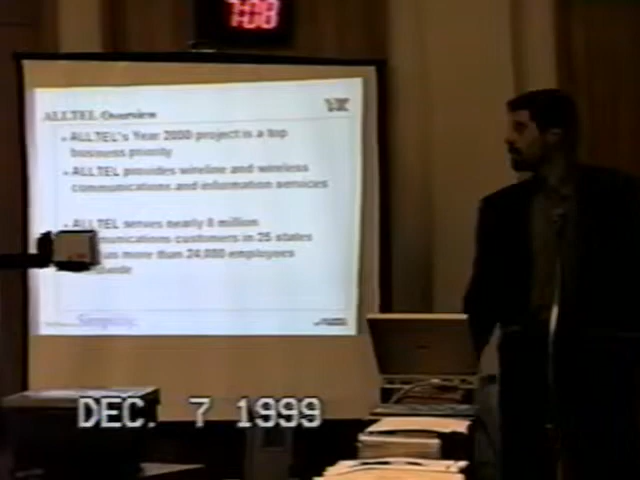 7:08
ALLTEL Overview
ALLTEL's Year 2000 project is a top
business priority
ALLTEL provides wireline and wireless
communications and information services
ALLTEL serves nearly 8 million
customers in 25 states
more than 24,000 employees
DEC. 7 1999